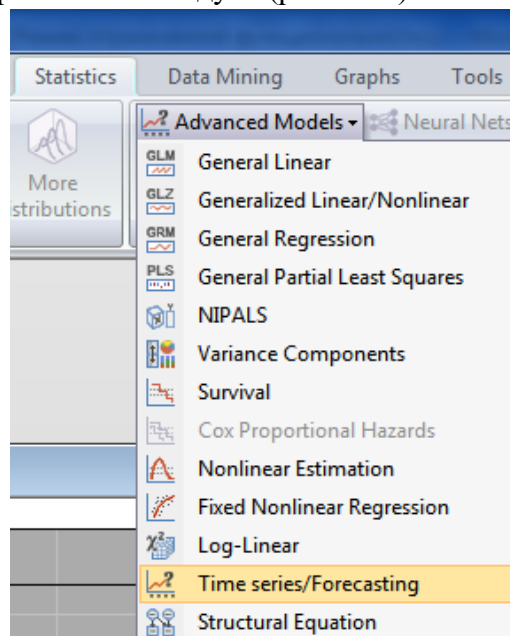 Statistics Data Mining Graphs Tools
Advanced Models Neural Nets
More
stributions
GLM General Linear
GLZ Generalized Linear/Nonlinear
GRM General Regression
PLS General Partial Least Squares
NIPALS
Variance Components
Survival
Cox Proportional Hazards
Nonlinear Estimation
Fixed Nonlinear Regression
χ² Log-Linear
Time series/Forecasting
Structural Equation